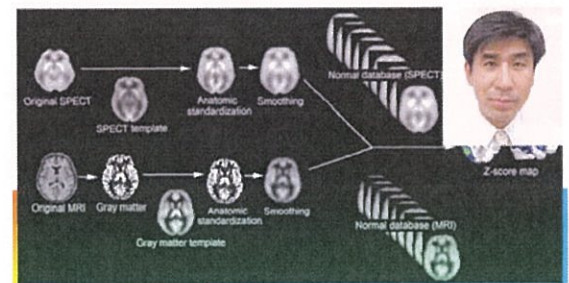 Original SPECT
SPECT template
Anatomic
standardization
Smoothing
Normal database (SPECT)
Z-score map
Original MRI
Gray matter
Gray matter template
Anatomic
standardization
Smoothing
Normal database (MRI)